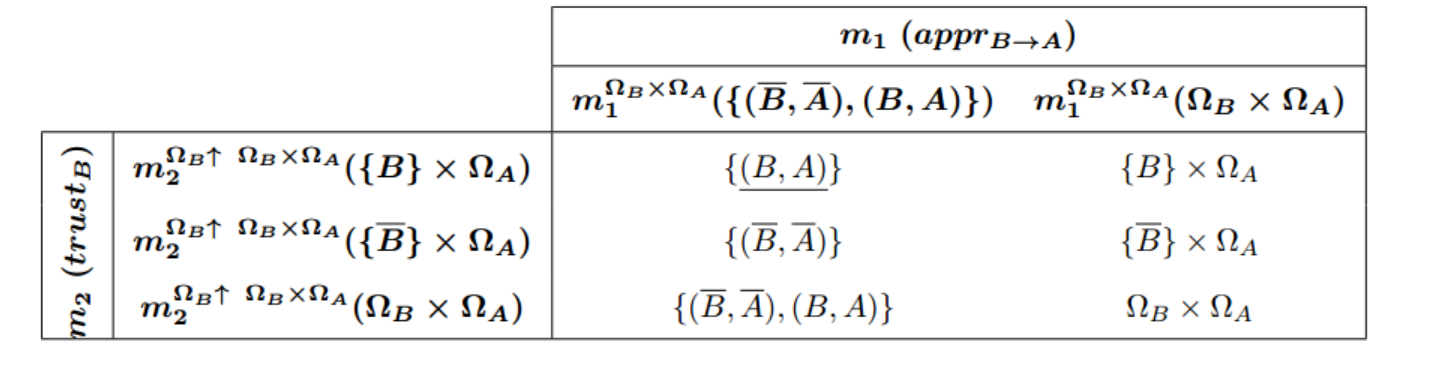 m₁ (appr_{B→A})
m₁^{Ω_B×Ω_A}({(B̅, A̅), (B, A)}) m₁^{Ω_B×Ω_A}(Ω_B × Ω_A)
m₂ (trust_B)
m₂^{Ω_B↑ Ω_B×Ω_A}({B} × Ω_A) {(B, A)} {B} × Ω_A
m₂^{Ω_B↑ Ω_B×Ω_A}({B̅} × Ω_A) {(B̅, A̅)} {B̅} × Ω_A
m₂^{Ω_B↑ Ω_B×Ω_A}(Ω_B × Ω_A) {(B̅, A̅), (B, A)} Ω_B × Ω_A